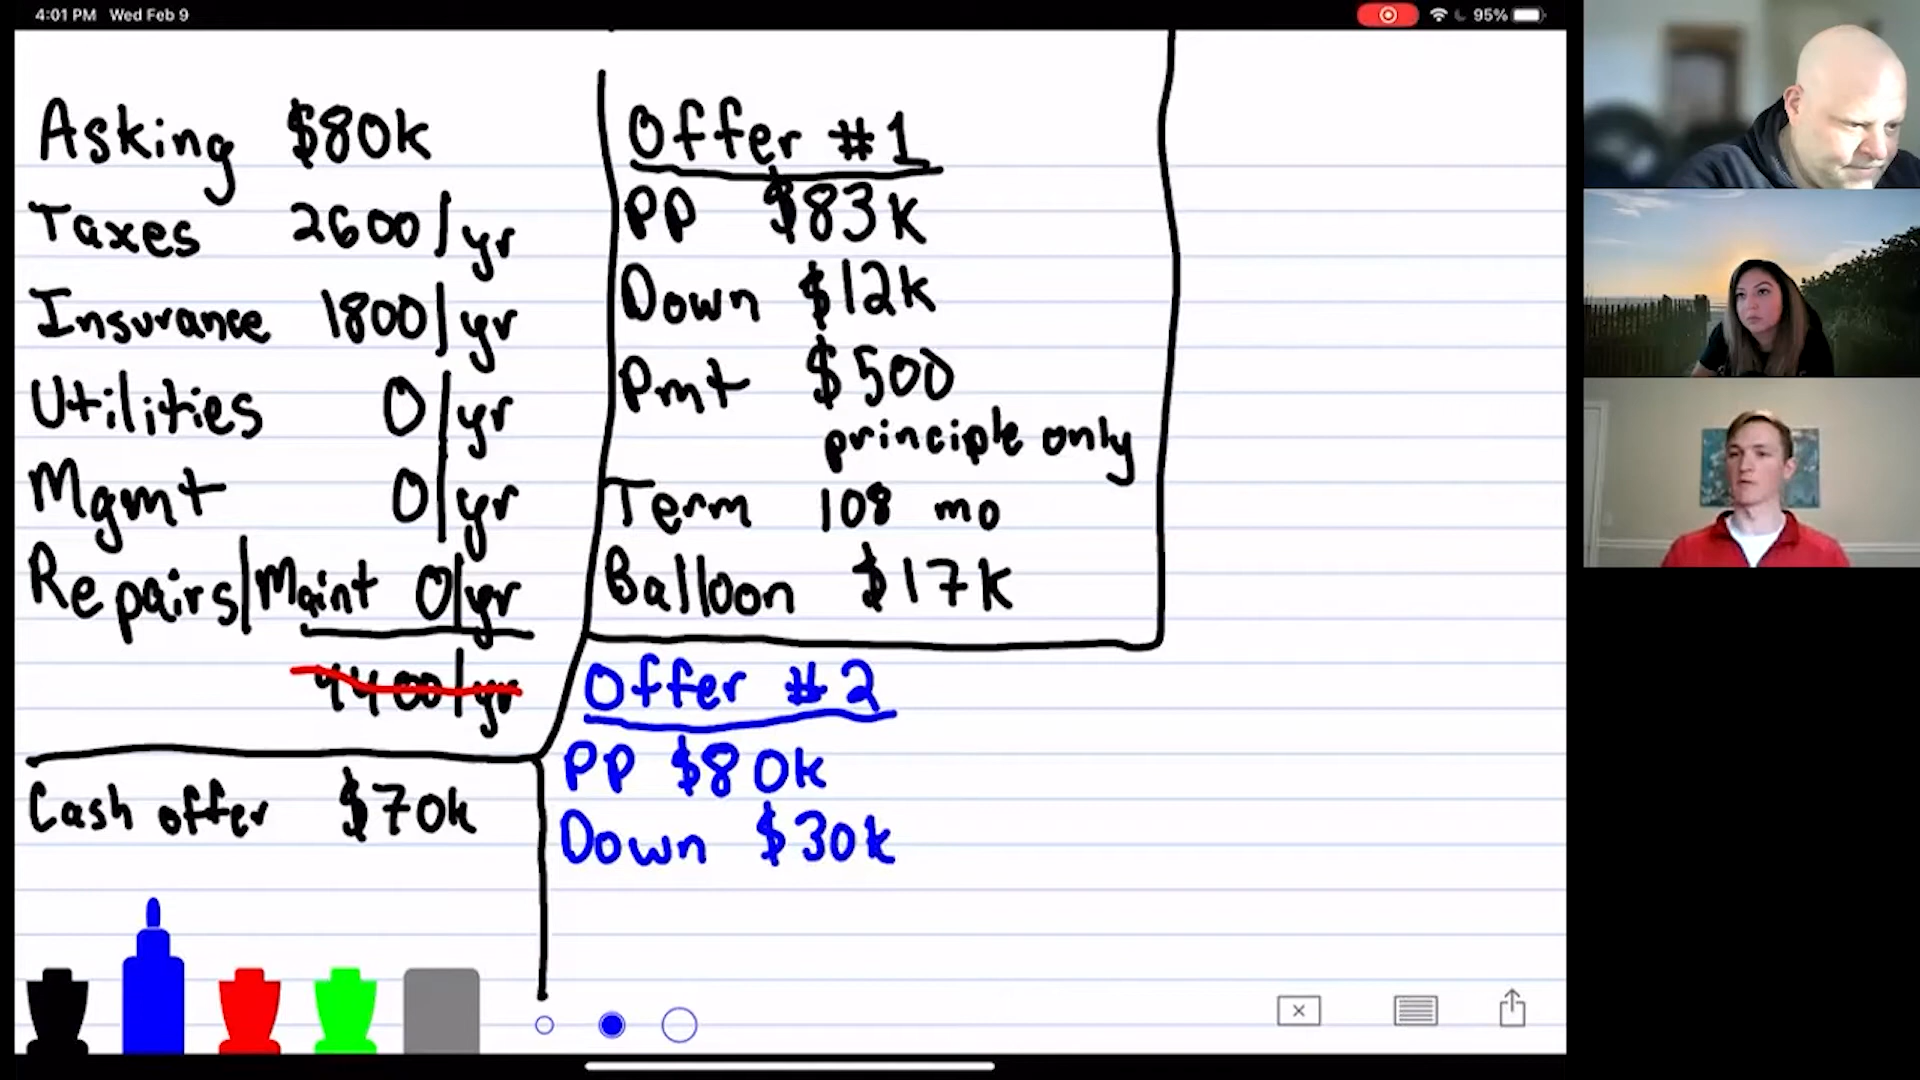 4:01 PM Wed Feb 9
95%
Asking $80k
Taxes 2600/yr
Insurance 1800/yr
Utilities 0/yr
Mgmt 0/yr
Repairs/Maint 0/yr
4400/yr
Cash offer $70k
Offer #1
PP $83k
Down $12k
Pmt $500
principle only
Term 108 mo
Balloon $17k
Offer #2
PP $80k
Down $30k